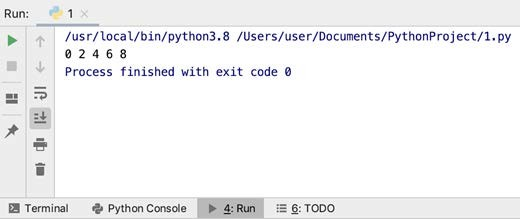 Run: 1
/usr/local/bin/python3.8 /Users/user/Documents/PythonProject/1.py
0 2 4 6 8
Process finished with exit code 0
Terminal Python Console 4: Run 6: TODO